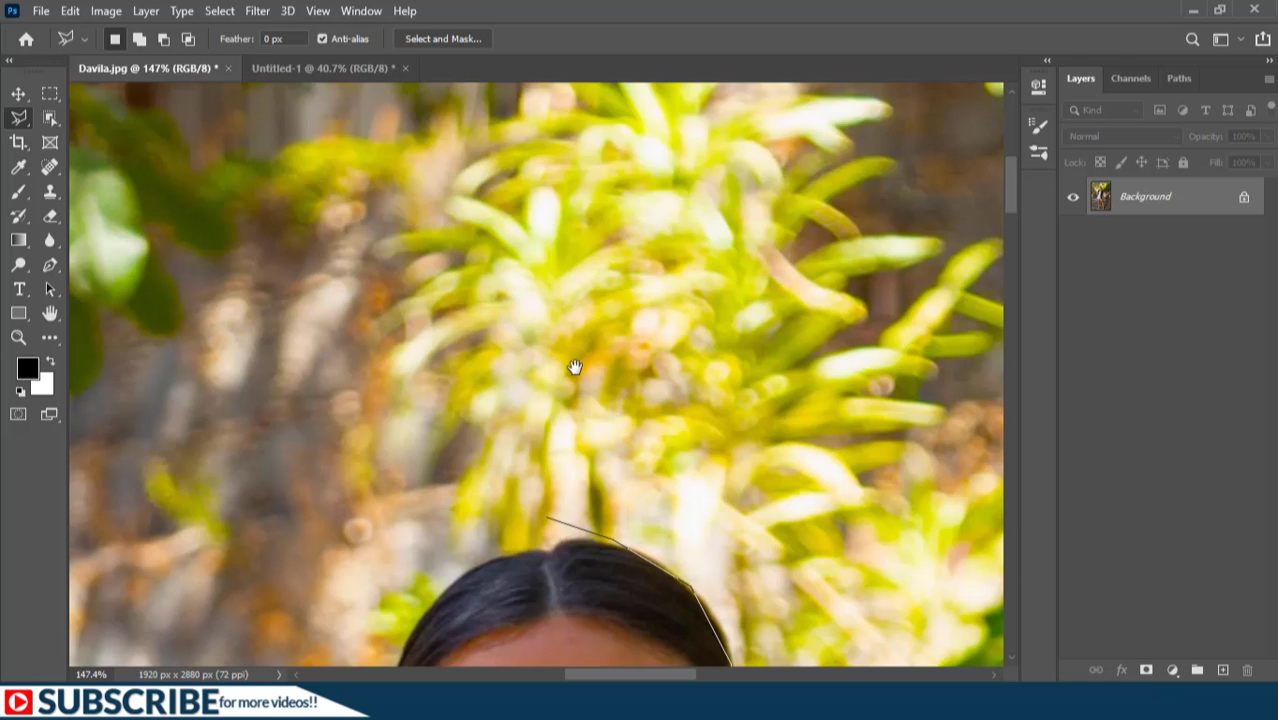 Ps File Edit Image Layer Type Select Filter 3D View Window Help
Feather: 0 px Anti-alias Select and Mask...
Davila.jpg @ 147% (RGB/8) * × Untitled-1 @ 40.7% (RGB/8) * ×
Layers Channels Paths
Kind
Normal Opacity: 100%
Lock: Fill: 100%
Background
T
fx
147.4% 1920 px x 2880 px (72 ppi)
SUBSCRIBE for more videos!!